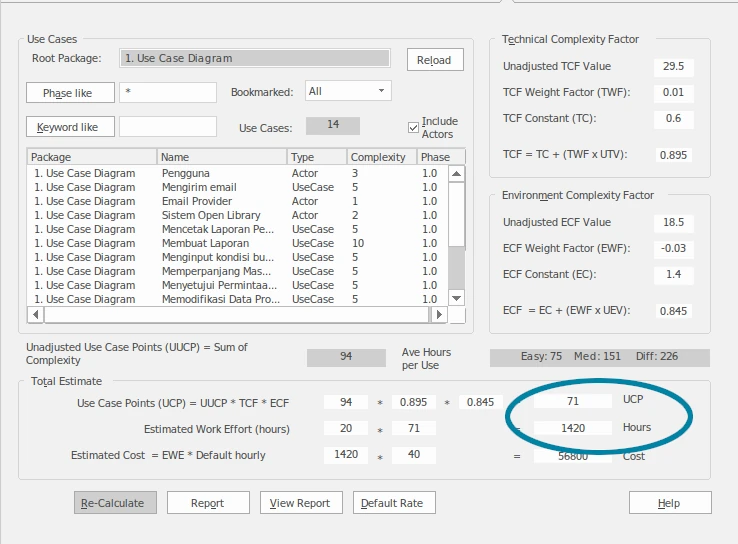 Use Cases
Root Package: 1. Use Case Diagram Reload
Phase like * Bookmarked: All
Keyword like Use Cases: 14 Include Actors
Package Name Type Complexity Phase
1. Use Case Diagram Pengguna Actor 3 1.0
1. Use Case Diagram Mengirim email UseCase 5 1.0
1. Use Case Diagram Email Provider Actor 1 1.0
1. Use Case Diagram Sistem Open Library Actor 2 1.0
1. Use Case Diagram Mencetak Laporan Pe... UseCase 5 1.0
1. Use Case Diagram Membuat Laporan UseCase 10 1.0
1. Use Case Diagram Menginput kondisi bu... UseCase 5 1.0
1. Use Case Diagram Memperpanjang Mas... UseCase 5 1.0
1. Use Case Diagram Menyetujui Permintaa... UseCase 5 1.0
1. Use Case Diagram Memodifikasi Data Pro... UseCase 5 1.0
Technical Complexity Factor
Unadjusted TCF Value 29.5
TCF Weight Factor (TWF): 0.01
TCF Constant (TC): 0.6
TCF = TC + (TWF x UTV): 0.895
Environment Complexity Factor
Unadjusted ECF Value 18.5
ECF Weight Factor (EWF): -0.03
ECF Constant (EC): 1.4
ECF = EC + (EWF x UEV): 0.845
Unadjusted Use Case Points (UUCP) = Sum of
Complexity 94 Ave Hours
per Use Easy: 75 Med: 151 Diff: 226
Total Estimate
Use Case Points (UCP) = UUCP * TCF * ECF 94 * 0.895 * 0.845 71 UCP
Estimated Work Effort (hours) 20 * 71 = 1420 Hours
Estimated Cost = EWE * Default hourly 1420 * 40 = 56800 Cost
Re-Calculate Report View Report Default Rate Help